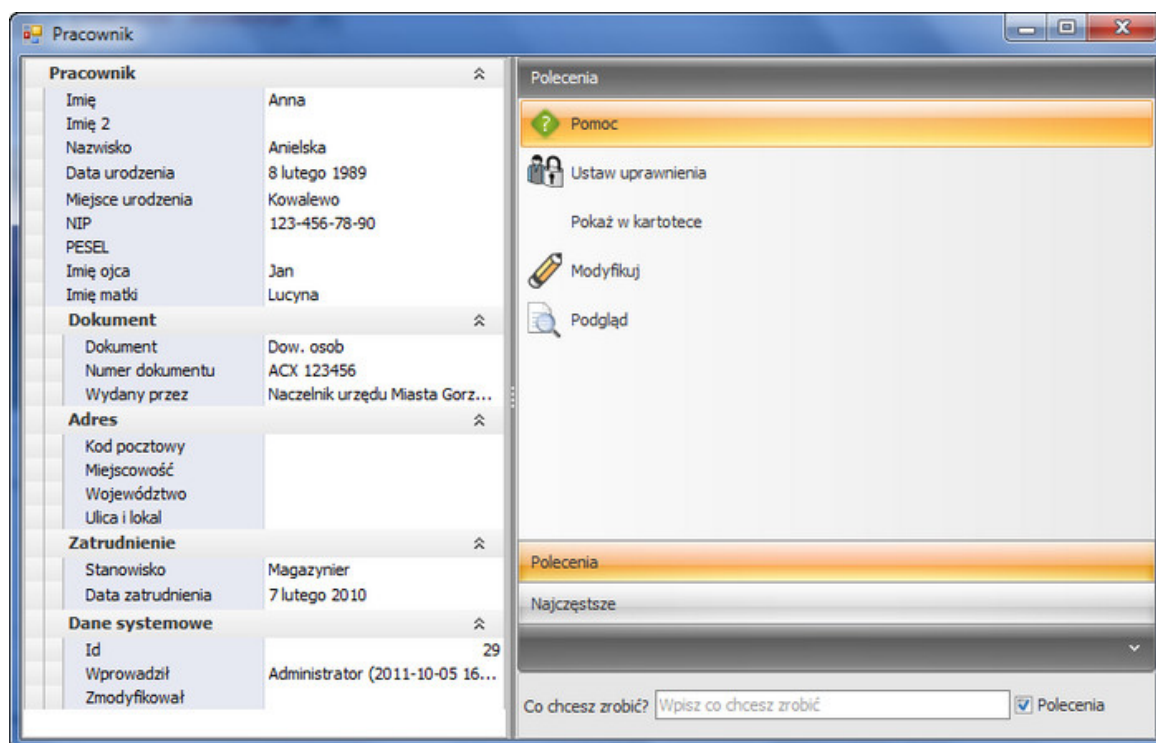 Pracownik
Pracownik
Imię Anna
Imię 2
Nazwisko Anielska
Data urodzenia 8 lutego 1989
Miejsce urodzenia Kowalewo
NIP 123-456-78-90
PESEL
Imię ojca Jan
Imię matki Lucyna
Dokument
Dokument Dow. osob
Numer dokumentu ACX 123456
Wydany przez Naczelnik urzędu Miasta Gorz...
Adres
Kod pocztowy
Miejscowość
Województwo
Ulica i lokal
Zatrudnienie
Stanowisko Magazynier
Data zatrudnienia 7 lutego 2010
Dane systemowe
Id 29
Wprowadził Administrator (2011-10-05 16...
Zmodyfikował
Polecenia
Pomoc
Ustaw uprawnienia
Pokaż w kartotece
Modyfikuj
Podgląd
Polecenia
Najczęstsze
Co chcesz zrobić? Wpisz co chcesz zrobić Polecenia